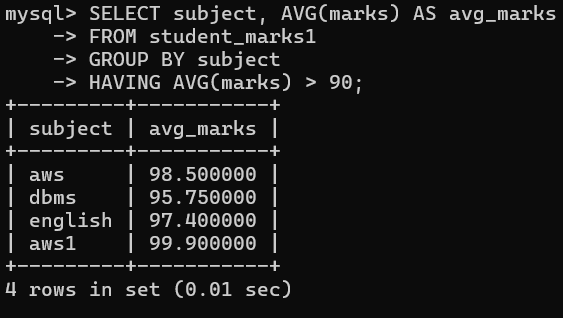 mysql> SELECT subject, AVG(marks) AS avg_marks
    -> FROM student_marks1
    -> GROUP BY subject
    -> HAVING AVG(marks) > 90;
+---------+-----------+
| subject | avg_marks |
+---------+-----------+
| aws     | 98.500000 |
| dbms    | 95.750000 |
| english | 97.400000 |
| aws1    | 99.900000 |
+---------+-----------+
4 rows in set (0.01 sec)